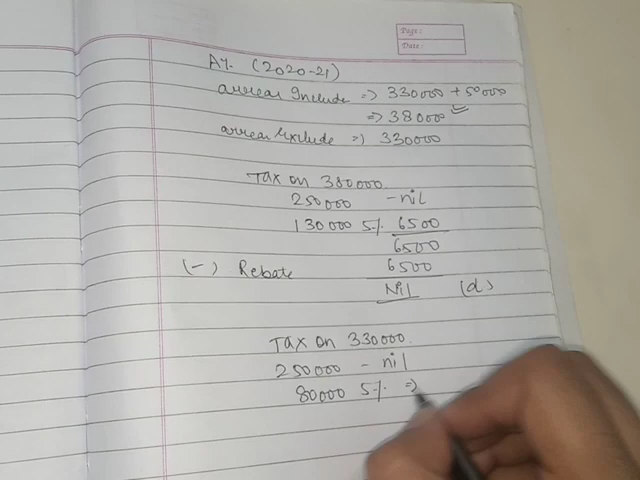 Page:
Date:
AY. (2020-21)
arrear Include => 330000 + 50000
=> 380000
arrear Exclude => 330000
Tax on 380000
250000 - nil
130000 5% 6500
6500
(-) Rebate 6500
Nil (d)
Tax on 330000.
250000 - nil
80000 5% =>